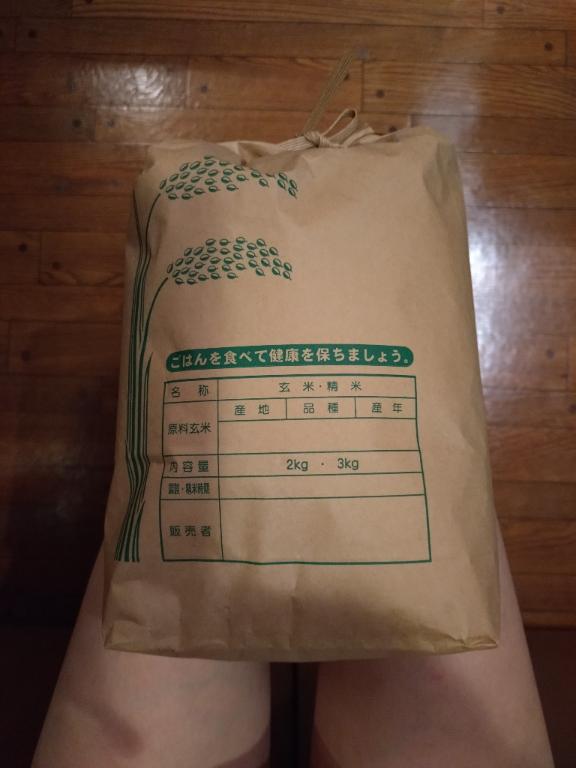 ごはんを食べて健康を保ちましょう。
名称 玄米・精米
原料玄米 産地 品種 産年
内容量 2kg ・ 3kg
調製・精米時期
販売者